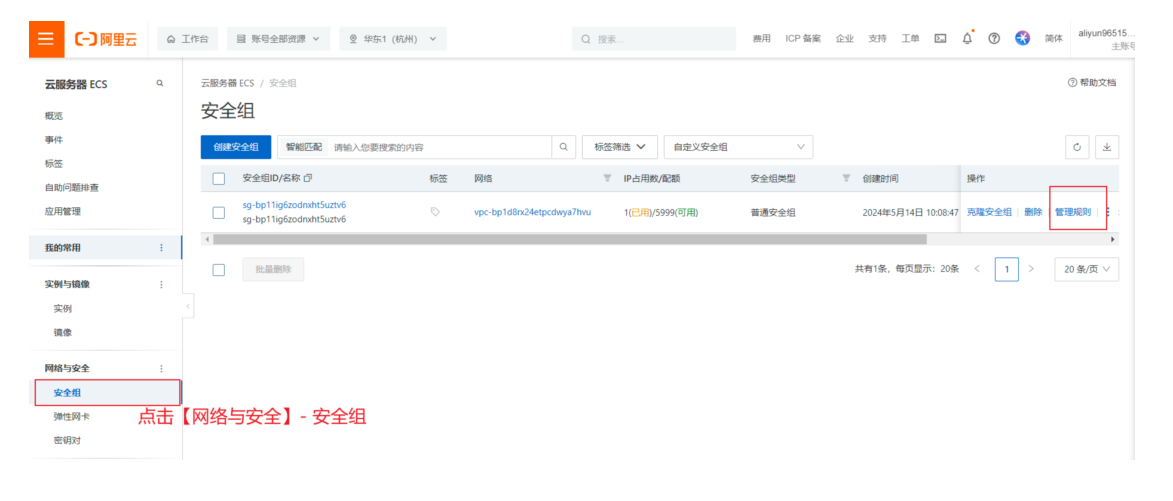 阿里云
工作台
账号全部资源
华东1 (杭州)
搜索...
费用
ICP 备案
企业
支持
工单
简体
aliyun96515...
主账号
云服务器 ECS
概览
事件
标签
自助问题排查
应用管理
我的常用
实例与镜像
实例
镜像
网络与安全
安全组
弹性网卡
密钥对
云服务器 ECS / 安全组
帮助文档
安全组
创建安全组
智能匹配
请输入您要搜索的内容
标签筛选
自定义安全组
安全组ID/名称
标签
网络
IP占用数/配额
安全组类型
创建时间
操作
sg-bp11ig6zodnxht5uztv6
sg-bp11ig6zodnxht5uztv6
vpc-bp1d8rx24etpcdwya7hvu
1(已用)/5999(可用)
普通安全组
2024年5月14日 10:08:47
克隆安全组
删除
管理规则
批量删除
共有1条，每页显示：20条
< 1 >
20 条/页
点击【网络与安全】- 安全组